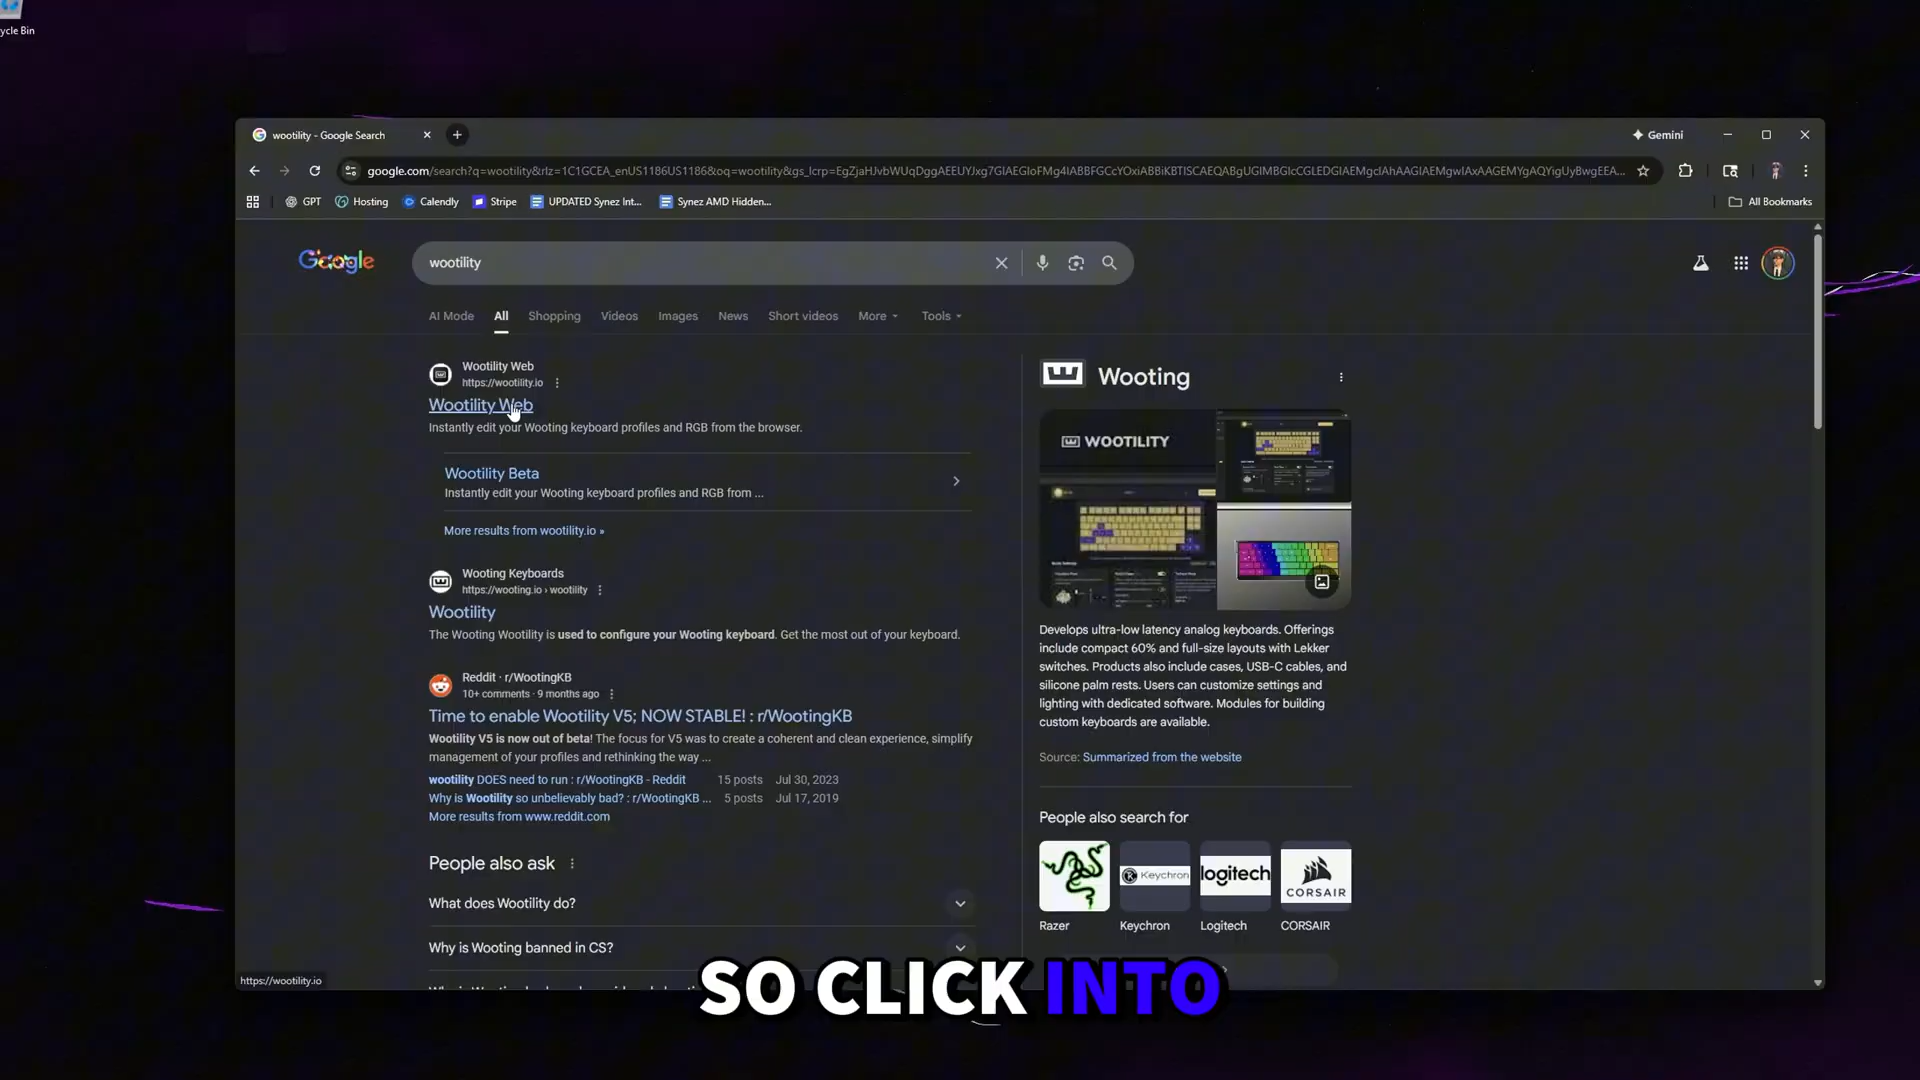 ycle Bin
wootility - Google Search
Gemini
google.com/search?q=wootility&rlz=1C1GCEA_enUS1186US1186&oq=wootility&gs_lcrp=
GPT
Hosting
Calendly
Stripe
UPDATED Synez Int...
Synez AMD Hidden...
All Bookmarks
Google
wootility
AI Mode
All
Shopping
Videos
Images
News
Short videos
More
Tools
Wootility Web
https://wootility.io
Wootility Web
Instantly edit your Wooting keyboard profiles and RGB from the browser.
Wootility Beta
Instantly edit your Wooting keyboard profiles and RGB from ...
More results from wootility.io »
Wooting Keyboards
https://wooting.io › wootility
Wootility
The Wooting Wootility is used to configure your Wooting keyboard. Get the most out of your keyboard.
Reddit · r/WootingKB
10+ comments · 9 months ago
Time to enable Wootility V5; NOW STABLE! : r/WootingKB
Wootility V5 is now out of beta! The focus for V5 was to create a coherent and clean experience, simplify
management of your profiles and rethinking the way ...
wootility DOES need to run : r/WootingKB - Reddit 15 posts Jul 30, 2023
Why is Wootility so unbelievably bad? : r/WootingKB ... 5 posts Jul 17, 2019
More results from www.reddit.com
People also ask
What does Wootility do?
Why is Wooting banned in CS?
Wooting
WOOTILITY
Develops ultra-low latency analog keyboards. Offerings
include compact 60% and full-size layouts with Lekker
switches. Products also include cases, USB-C cables, and
silicone palm rests. Users can customize settings and
lighting with dedicated software. Modules for building
custom keyboards are available.
Source: Summarized from the website
People also search for
Keychron
logitech
CORSAIR
Razer
Keychron
Logitech
CORSAIR
https://wootility.io
SO CLICK INTO